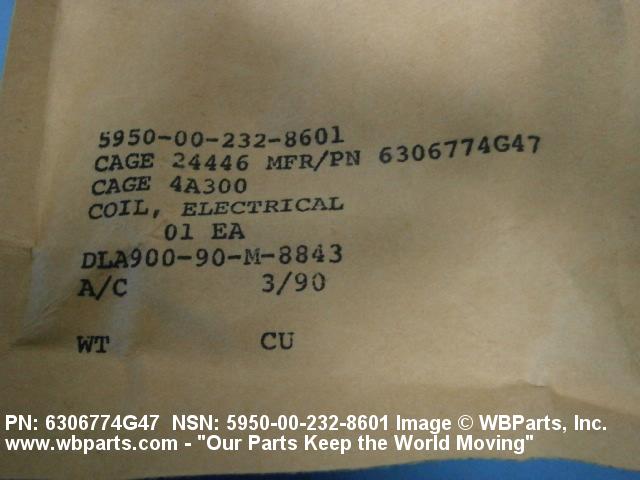 5950-00-232-8601
CAGE 24446 MFR/PN 6306774G47
CAGE 4A300
COIL, ELECTRICAL
01 EA
DLA900-90-M-8843
A/C 3/90
WT CU
PN: 6306774G47 NSN: 5950-00-232-8601 Image © WBParts, Inc.
www.wbparts.com - "Our Parts Keep the World Moving"